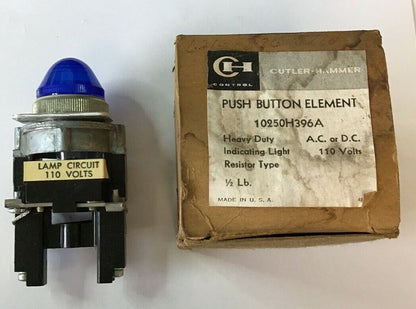 LAMP CIRCUIT
110 VOLTS
CH
CONTROL
CUTLER-HAMMER
PUSH BUTTON ELEMENT
10250H396A
Heavy Duty A.C. or D.C.
Indicating Light 110 Volts
Resistor Type
½ Lb.
MADE IN U.S.A.